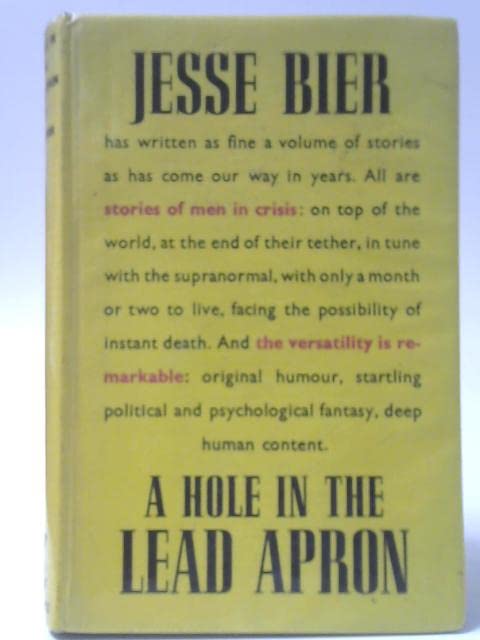 JESSE BIER
has written as fine a volume of stories
as has come our way in years. All are
stories of men in crisis: on top of the
world, at the end of their tether, in tune
with the supranormal, with only a month
or two to live, facing the possibility of
instant death. And the versatility is re-
markable: original humour, startling
political and psychological fantasy, deep
human content.
A HOLE IN THE
LEAD APRON